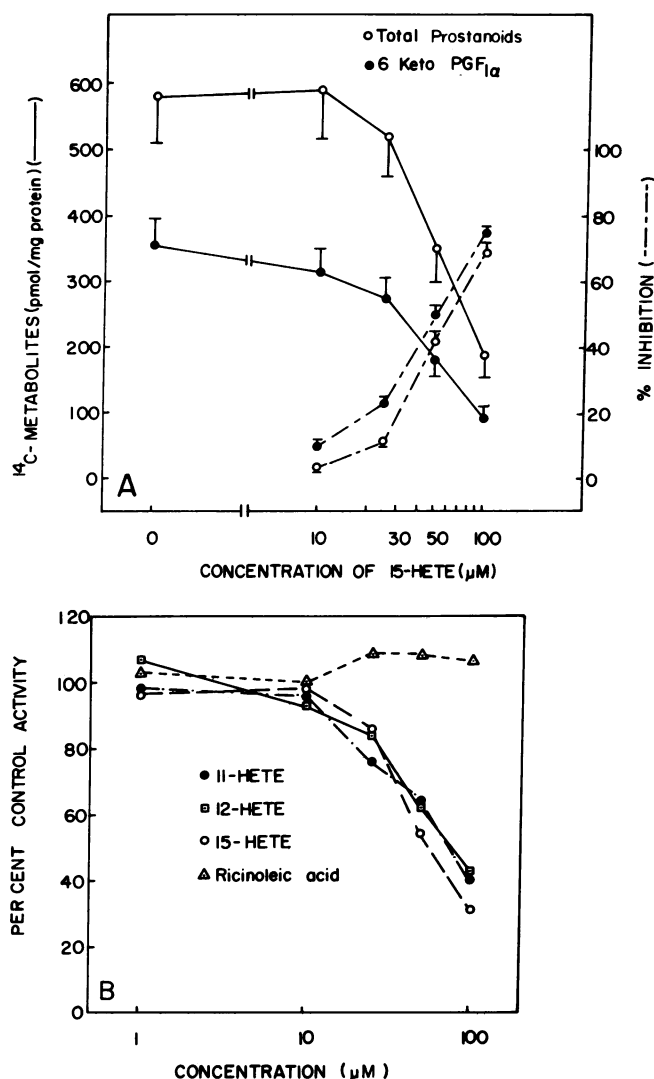 ○ Total Prostanoids
● 6 Keto PGF1α
14C-METABOLITES (pmol/mg protein) (———)
600
500
400
300
200
100
0
% INHIBITION (—-—-—)
100
80
60
40
20
0
A
0
10
30
50
100
CONCENTRATION OF 15-HETE (μM)
PER CENT CONTROL ACTIVITY
120
100
80
60
40
20
0
11-HETE
12-HETE
15-HETE
Ricinoleic acid
B
1
10
100
CONCENTRATION (μM)